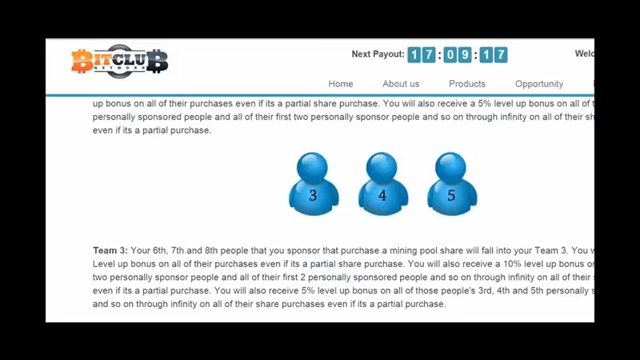 BITCLUB
NETWORK
Next Payout: 17:09:17
Welc
Home About us Products Opportunity
up bonus on all of their purchases even if its a partial share purchase. You will also receive a 5% level up bonus on all of t
personally sponsored people and all of their first two personally sponsor people and so on through infinity on all of their sh
even if its a partial purchase.
3 4 5
Team 3: Your 6th, 7th and 8th people that you sponsor that purchase a mining pool share will fall into your Team 3. You w
Level up bonus on all of their purchases even if its a partial share purchase. You will also receive a 10% level up bonus on
two personally sponsor people and all of their first 2 personally sponsored people and so on through infinity on all of their s
even if its a partial purchase. You will also receive 5% level up bonus on all of those people's 3rd, 4th and 5th personally s
and so on through infinity on all of their share purchases even if its a partial purchase.